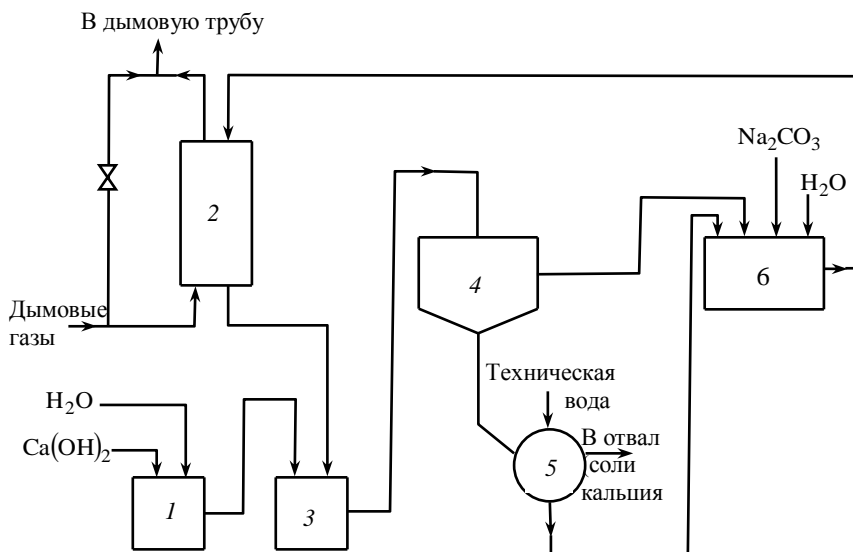 В дымовую трубу
Na₂CO₃
H₂O
2
4
6
Дымовые
газы
Техническая
вода
H₂O
Ca(OH)₂
В отвал
(соли
кальция
5
1
3